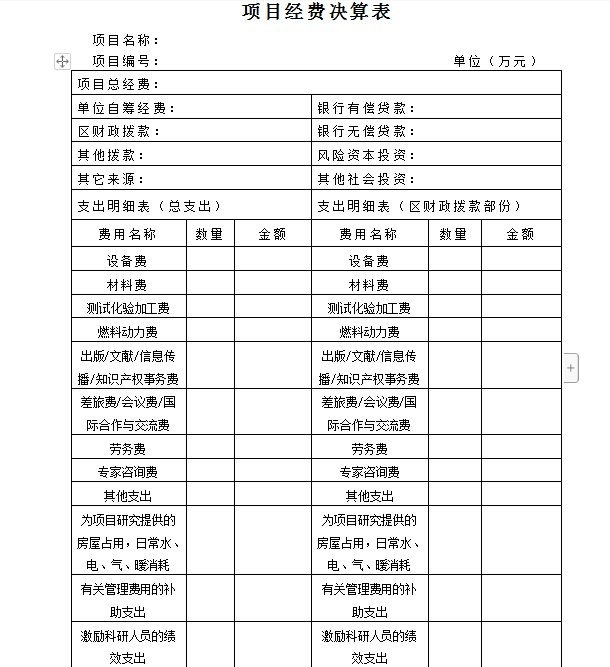 项目经费决算表
项目名称：
项目编号： 单位（万元）
项目总经费：
单位自筹经费： 银行有偿贷款：
区财政拨款： 银行无偿贷款：
其他拨款： 风险资本投资：
其它来源： 其他社会投资：
支出明细表（总支出） 支出明细表（区财政拨款部份）
费用名称 数量 金额 费用名称 数量 金额
设备费 设备费
材料费 材料费
测试化验加工费 测试化验加工费
燃料动力费 燃料动力费
出版/文献/信息传 出版/文献/信息传
播/知识产权事务费 播/知识产权事务费
差旅费/会议费/国 差旅费/会议费/国
际合作与交流费 际合作与交流费
劳务费 劳务费
专家咨询费 专家咨询费
其他支出 其他支出
为项目研究提供的 为项目研究提供的
房屋占用，日常水、 房屋占用，日常水、
电、气、暖消耗 电、气、暖消耗
有关管理费用的补 有关管理费用的补
助支出 助支出
激励科研人员的绩 激励科研人员的绩
效支出 效支出